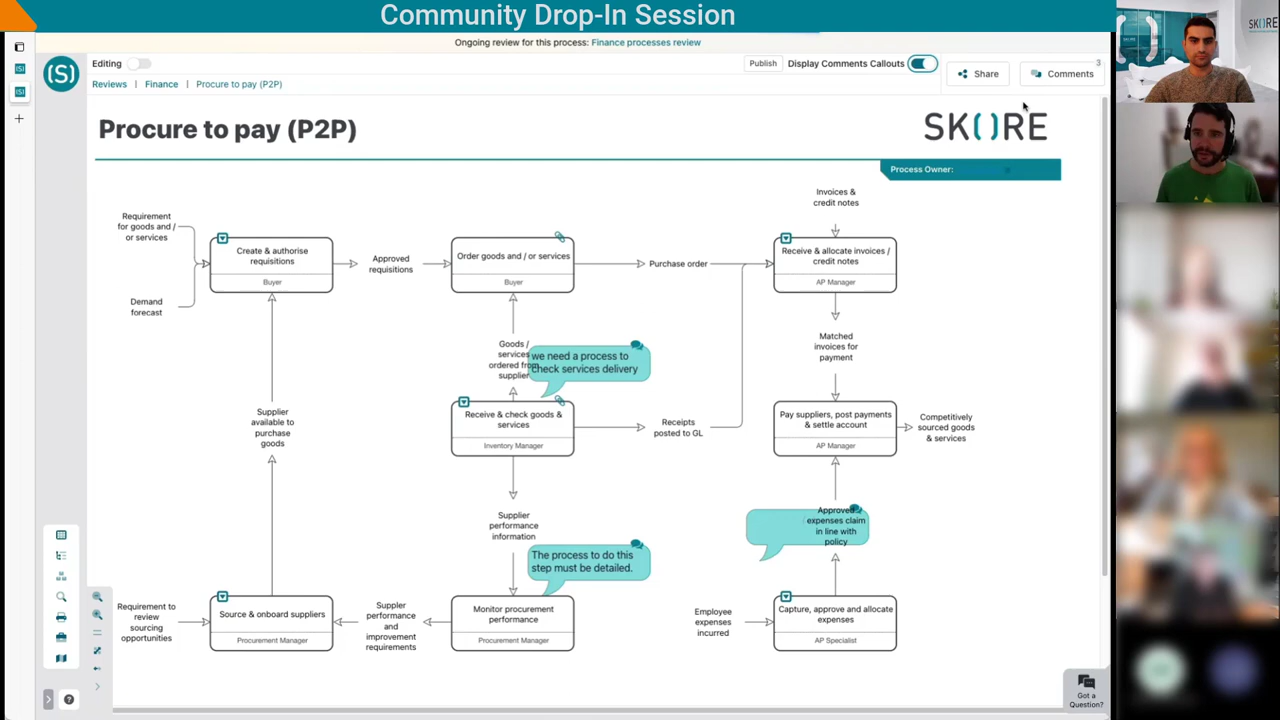 Community Drop-In Session
Ongoing review for this process: Finance processes review
Editing
Publish
Display Comments Callouts
Share
Comments
3
Reviews | Finance | Procure to pay (P2P)
Procure to pay (P2P)
SKORE
Process Owner:
Invoices &
credit notes
Requirement
for goods and /
or services
Demand
forecast
Create & authorise
requisitions
Buyer
Approved
requisitions
Order goods and / or services
Buyer
Purchase order
Receive & allocate invoices /
credit notes
AP Manager
Goods /
services
ordered from
supplier
we need a process to
check services delivery
Matched
invoices for
payment
Supplier
available to
purchase
goods
Receive & check goods &
services
Inventory Manager
Receipts
posted to GL
Pay suppliers, post payments
& settle account
AP Manager
Competitively
sourced goods
& services
Supplier
performance
information
The process to do this
step must be detailed.
Approved
expenses claim
in line with
policy
Requirement to
review
sourcing
opportunities
Source & onboard suppliers
Procurement Manager
Suppler
performance
and
improvement
requirements
Monitor procurement
performance
Procurement Manager
Employee
expenses
incurred
Capture, approve and allocate
expenses
AP Specialist
Got a
Question?